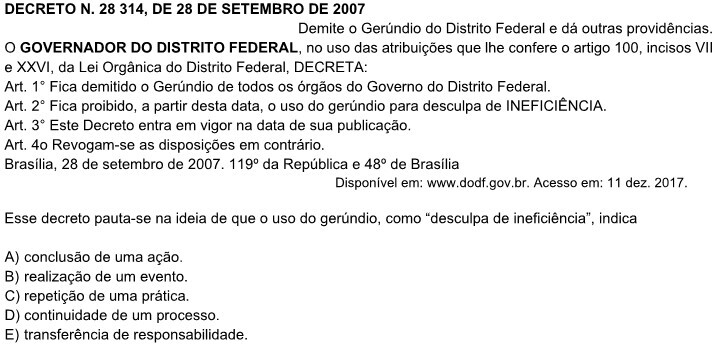 DECRETO N. 28 314, DE 28 DE SETEMBRO DE 2007
Demite o Gerúndio do Distrito Federal e dá outras providências.
O GOVERNADOR DO DISTRITO FEDERAL, no uso das atribuições que lhe confere o artigo 100, incisos VII
e XXVI, da Lei Orgânica do Distrito Federal, DECRETA:
Art. 1° Fica demitido o Gerúndio de todos os órgãos do Governo do Distrito Federal.
Art. 2° Fica proibido, a partir desta data, o uso do gerúndio para desculpa de INEFICIÊNCIA.
Art. 3° Este Decreto entra em vigor na data de sua publicação.
Art. 4o Revogam-se as disposições em contrário.
Brasília, 28 de setembro de 2007. 119º da República e 48º de Brasília
Disponível em: www.dodf.gov.br. Acesso em: 11 dez. 2017.
Esse decreto pauta-se na ideia de que o uso do gerúndio, como “desculpa de ineficiência”, indica
A) conclusão de uma ação.
B) realização de um evento.
C) repetição de uma prática.
D) continuidade de um processo.
E) transferência de responsabilidade.